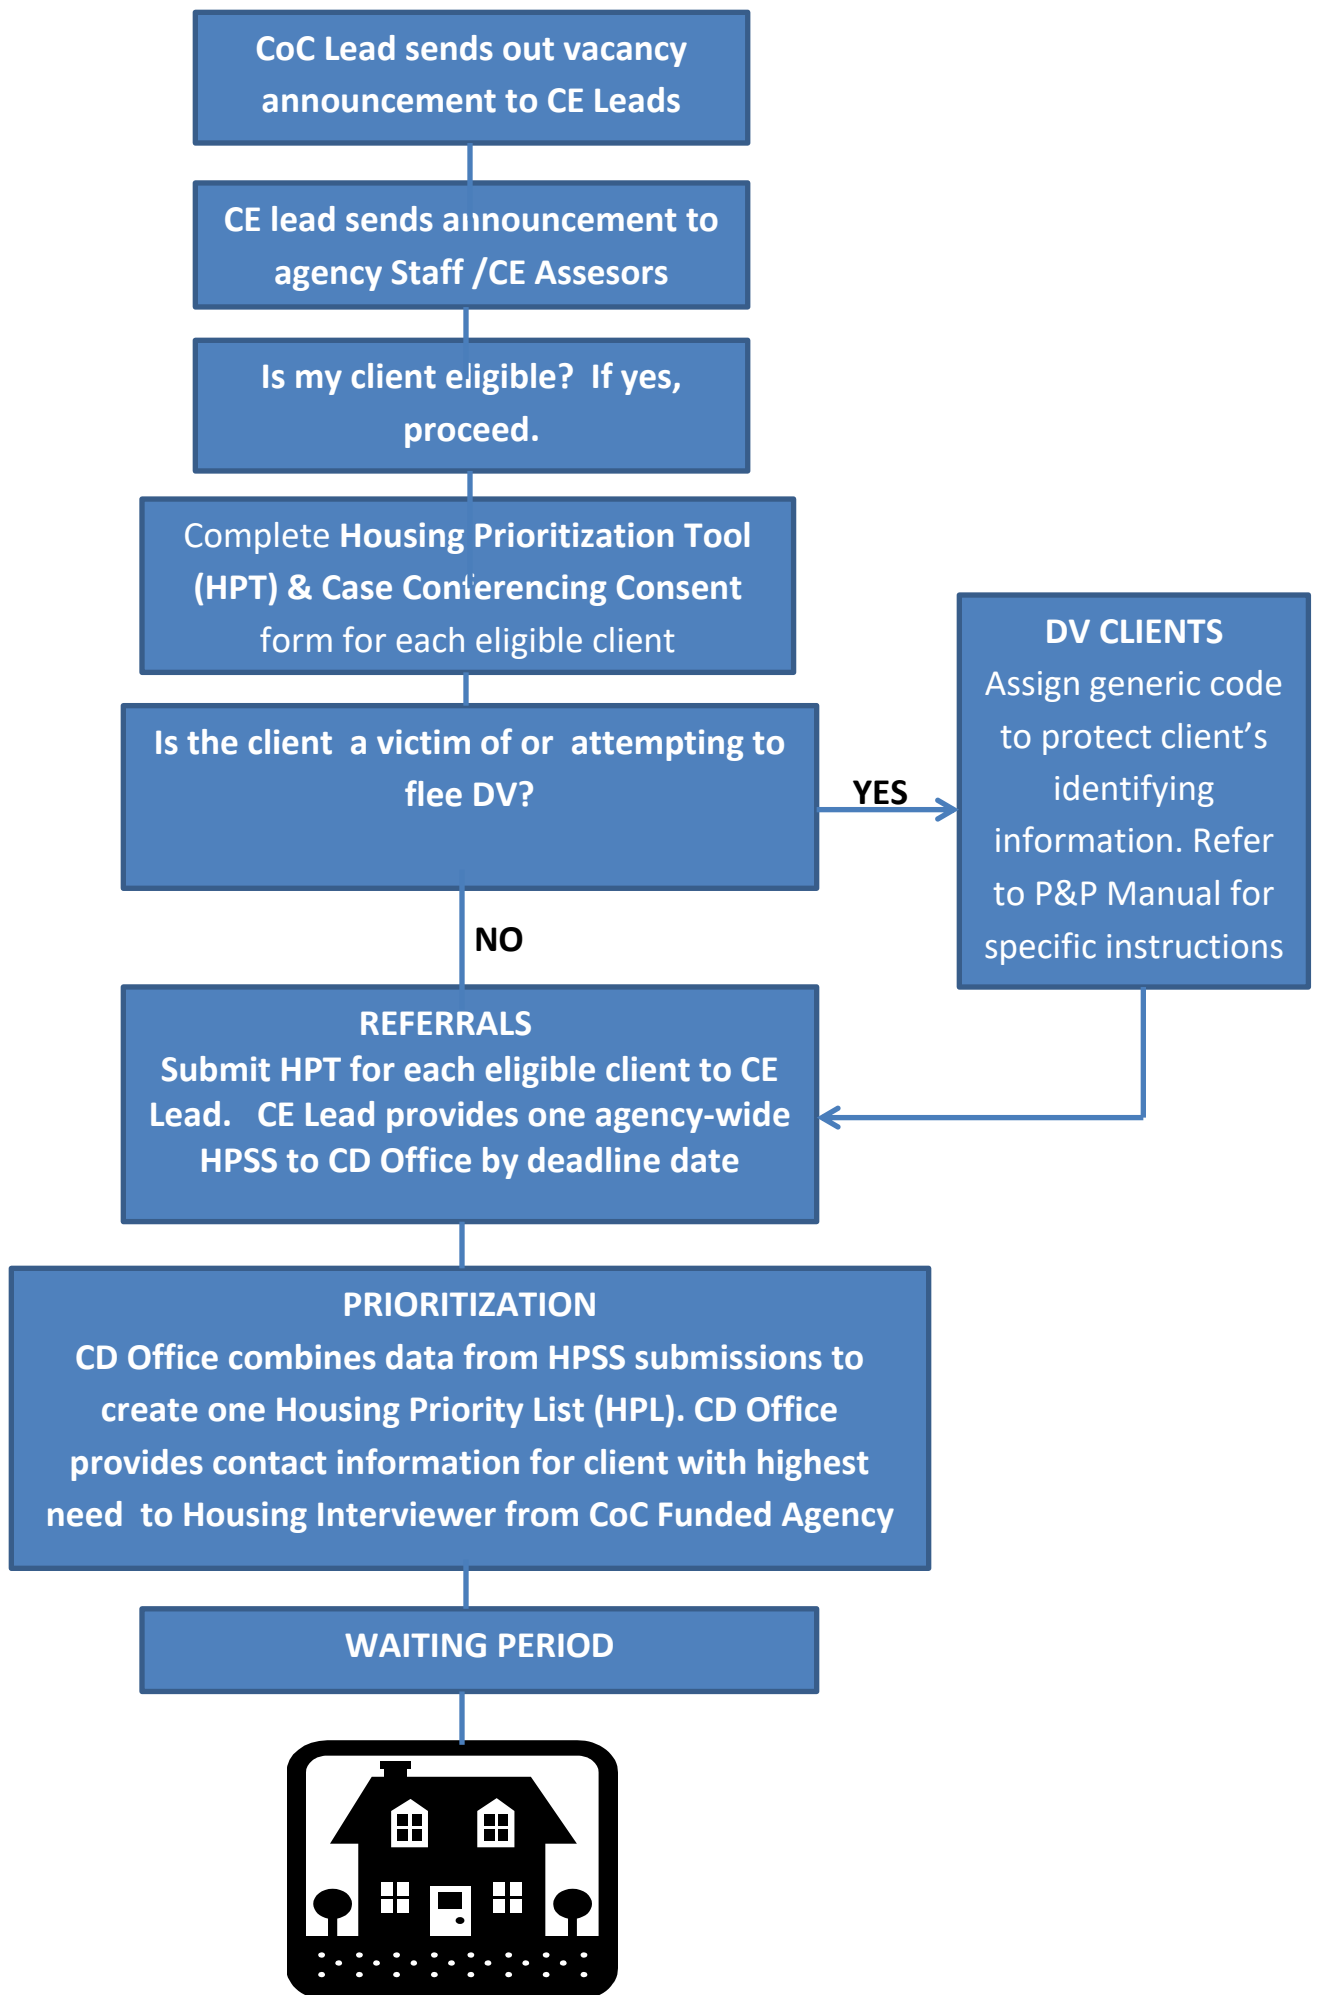 CoC Lead sends out vacancy
announcement to CE Leads
CE lead sends announcement to
agency Staff /CE Assesors
Is my client eligible?  If yes,
proceed.
Complete Housing Prioritization Tool
(HPT) & Case Conferencing Consent
form for each eligible client
Is the client  a victim of or  attempting to
flee DV?
YES
DV CLIENTS
Assign generic code
to protect client’s
identifying
information. Refer
to P&P Manual for
specific instructions
NO
REFERRALS
Submit HPT for each eligible client to CE
Lead.   CE Lead provides one agency-wide
HPSS to CD Office by deadline date
PRIORITIZATION
CD Office combines data from HPSS submissions to
create one Housing Priority List (HPL). CD Office
provides contact information for client with highest
need  to Housing Interviewer from CoC Funded Agency
WAITING PERIOD